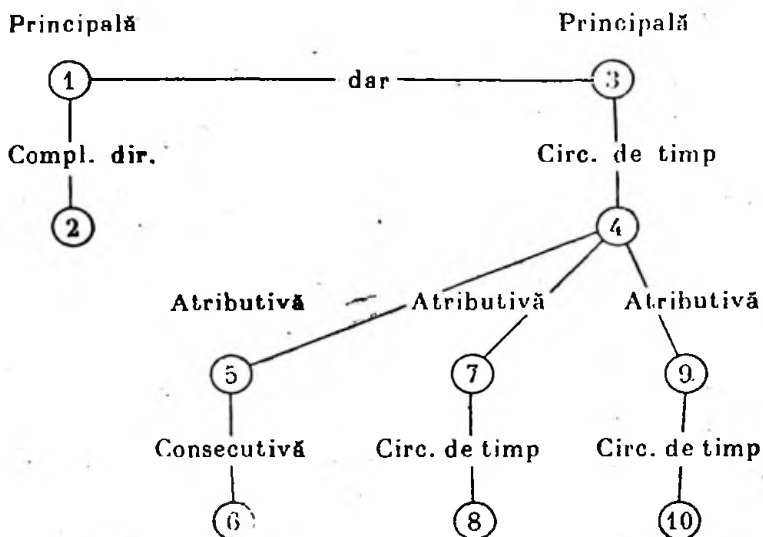 Principală Principală
1 dar 3
Compl. dir. Circ. de timp
2 4
Atributivă Atributivă Atributivă
5 7 9
Consecutivă Circ. de timp Circ. de timp
6 8 10